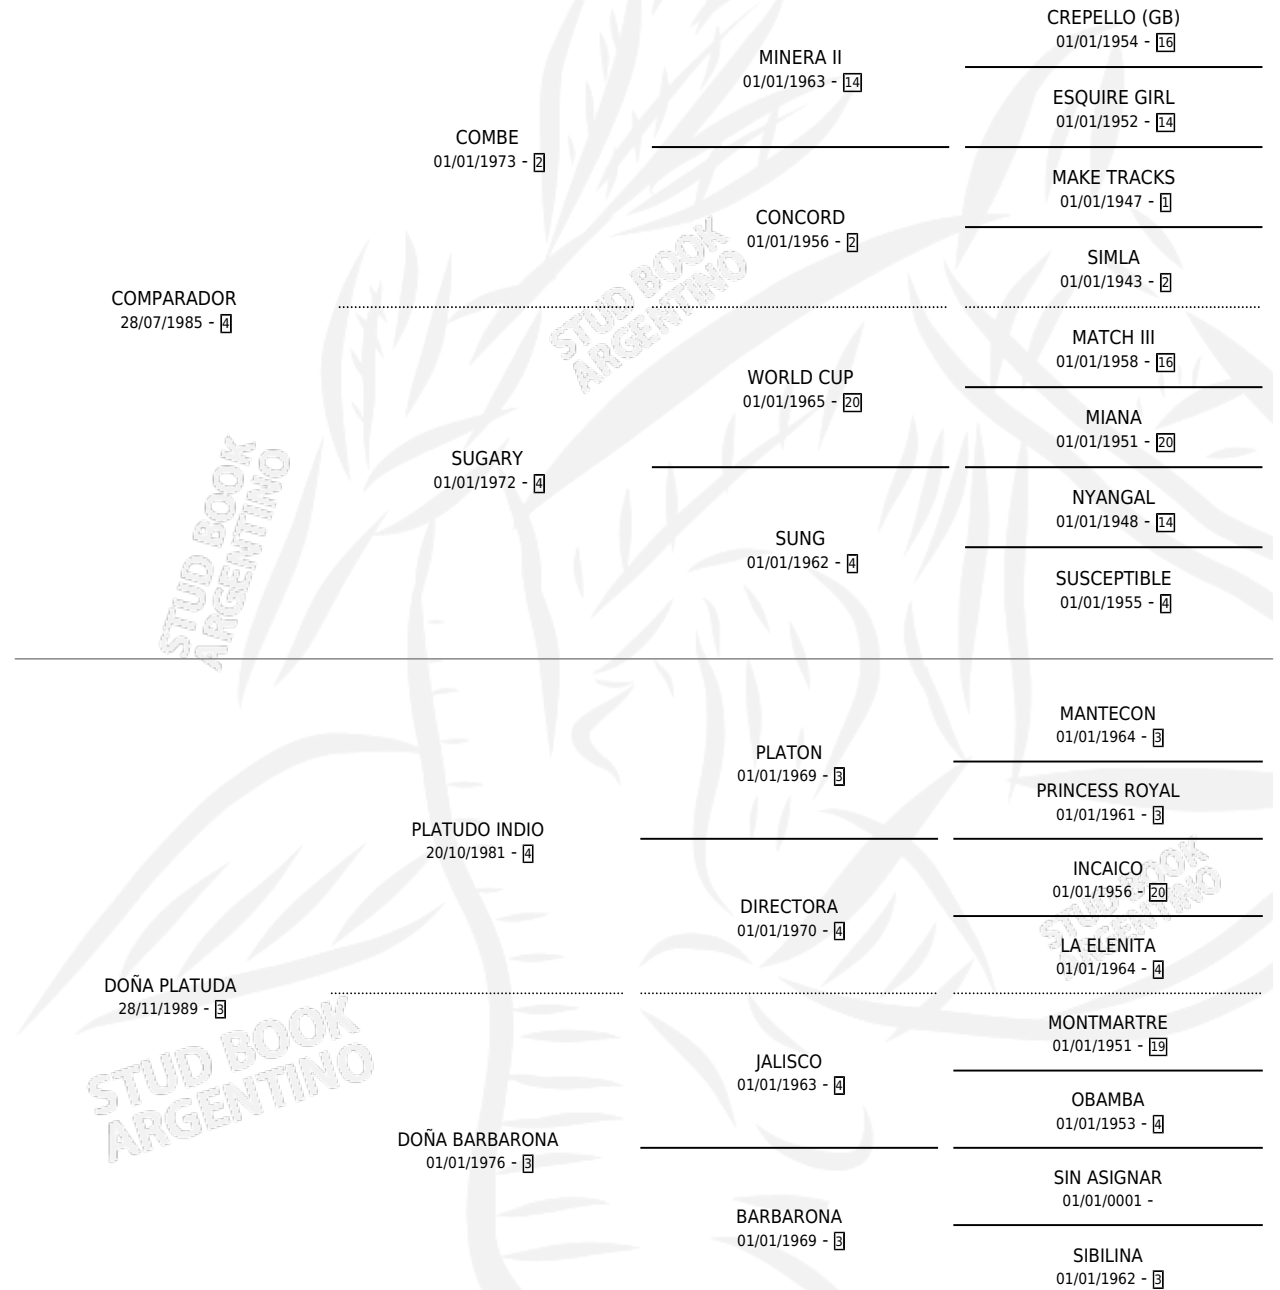 CREPELLO (GB)
01/01/1954 - 16
MINERA II
01/01/1963 - 14
ESQUIRE GIRL
01/01/1952 - 14
COMBE
01/01/1973 - 2
MAKE TRACKS
01/01/1947 - 1
CONCORD
01/01/1956 - 2
SIMLA
01/01/1943 - 2
COMPARADOR
28/07/1985 - 4
STUD BOOK
ARGENTINO
MATCH III
01/01/1958 - 16
WORLD CUP
01/01/1965 - 20
MIANA
01/01/1951 - 20
SUGARY
01/01/1972 - 4
NYANGAL
01/01/1948 - 14
SUNG
01/01/1962 - 4
SUSCEPTIBLE
01/01/1955 - 4
STUD BOOK
ARGENTINO
MANTECON
01/01/1964 - 3
PLATON
01/01/1969 - 3
PRINCESS ROYAL
01/01/1961 - 3
PLATUDO INDIO
20/10/1981 - 4
INCAICO
01/01/1956 - 20
DIRECTORA
01/01/1970 - 4
STUD BOOK
ARGENTINO
LA ELENITA
01/01/1964 - 4
DOÑA PLATUDA
28/11/1989 - 3
MONTMARTRE
01/01/1951 - 19
JALISCO
01/01/1963 - 4
STUD BOOK
ARGENTINO
OBAMBA
01/01/1953 - 4
DOÑA BARBARONA
01/01/1976 - 3
SIN ASIGNAR
01/01/0001 -
BARBARONA
01/01/1969 - 3
SIBILINA
01/01/1962 - 3